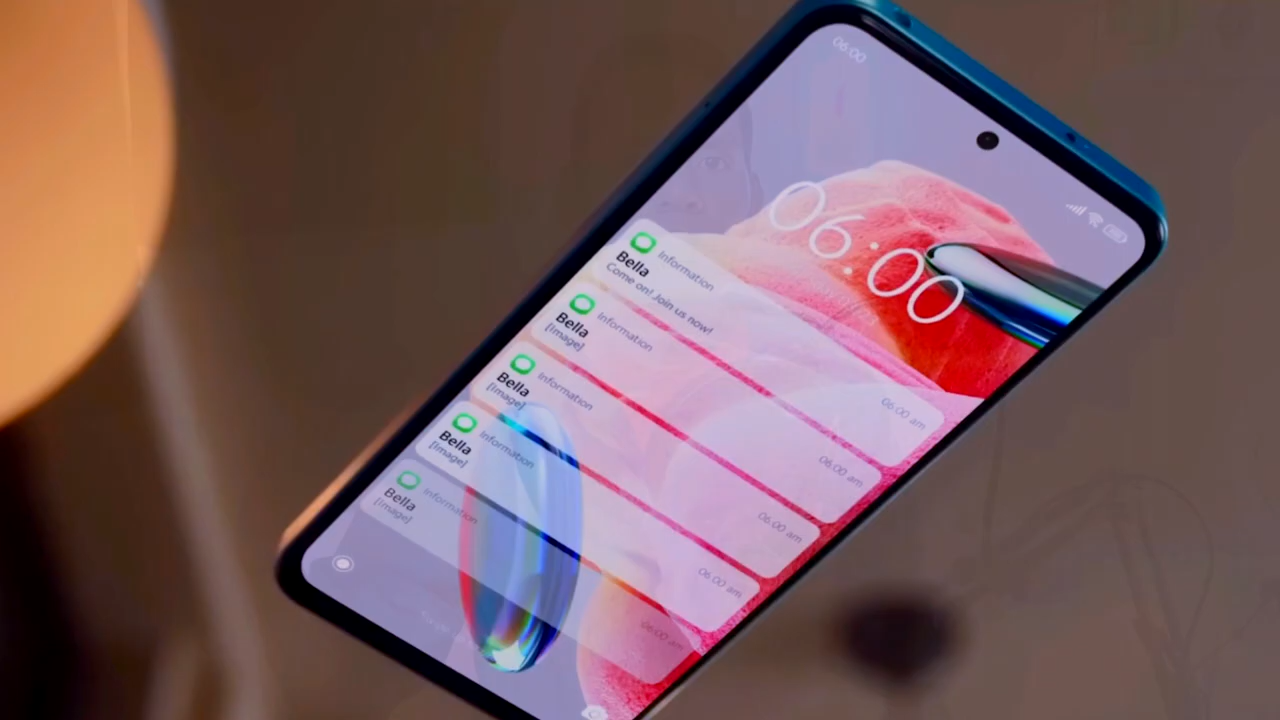 06:00
06:00
Information
Bella
Come on! Join us now!
06:00 am
Information
Bella
[Image]
06:00 am
Information
Bella
[Image]
06:00 am
Information
Bella
[Image]
06:00 am
Information
Bella
[Image]
06:00 am